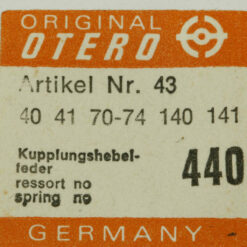 ORIGINAL
OTERO
Artikel Nr. 43
40 41 70-74 140 141
Kupplungshebel-
feder
ressort no
spring no
440
GERMANY